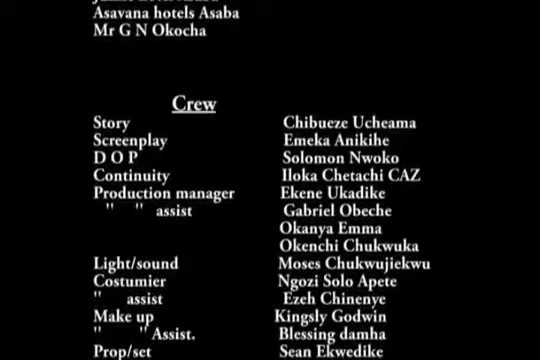 Asavana hotels Asaba
Mr G N Okocha
Crew
Story Chibueze Ucheama
Screenplay Emeka Anikihe
D O P Solomon Nwoko
Continuity Iloka Chetachi CAZ
Production manager Ekene Ukadike
" " assist Gabriel Obeche
Okanya Emma
Okenchi Chukwuka
Light/sound Moses Chukwujiekwu
Costumier Ngozi Solo Apete
" assist Ezeh Chinenye
Make up Kingsly Godwin
" " Assist. Blessing damha
Prop/set Sean Ekwedike